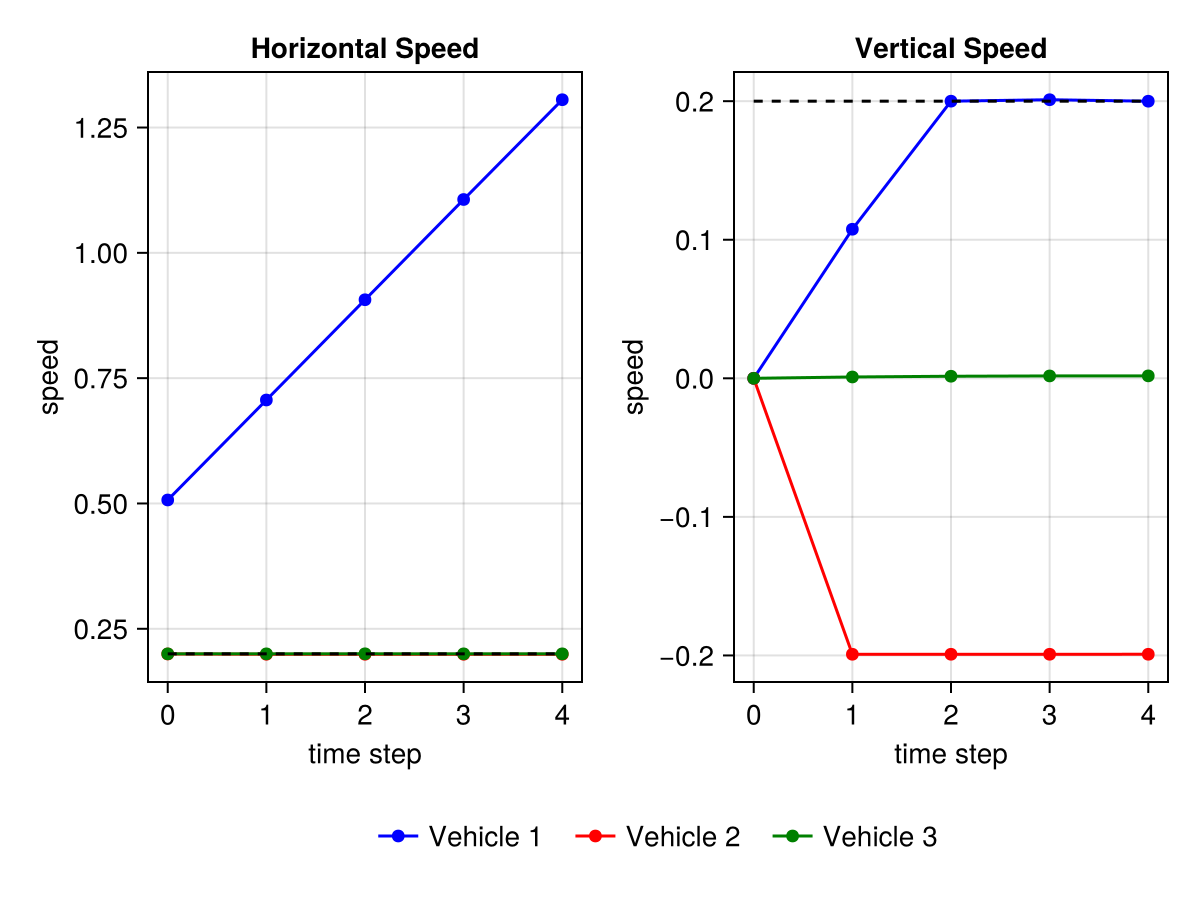 Horizontal Speed
1.25
1.00
0.75
0.50
0.25
speed
0 1 2 3 4
time step
Vertical Speed
0.2
0.1
0.0
−0.1
−0.2
speed
0 1 2 3 4
time step
Vehicle 1 Vehicle 2 Vehicle 3